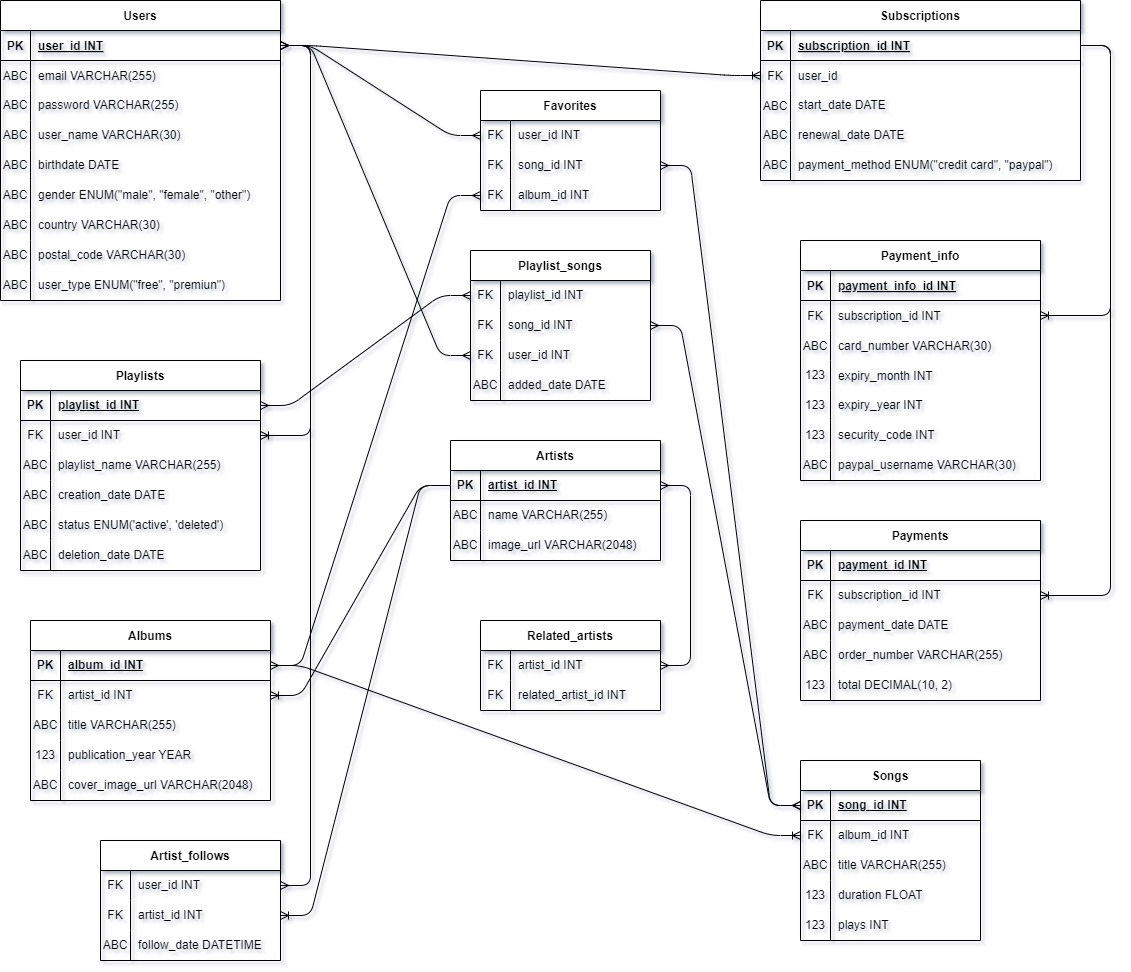 Users
PK user_id INT
ABC email VARCHAR(255)
ABC password VARCHAR(255)
ABC user_name VARCHAR(30)
ABC birthdate DATE
ABC gender ENUM("male", "female", "other")
ABC country VARCHAR(30)
ABC postal_code VARCHAR(30)
ABC user_type ENUM("free", "premiun")
Subscriptions
PK subscription_id INT
FK user_id
ABC start_date DATE
ABC renewal_date DATE
ABC payment_method ENUM("credit card", "paypal")
Favorites
FK user_id INT
FK song_id INT
FK album_id INT
Playlist_songs
FK playlist_id INT
FK song_id INT
FK user_id INT
ABC added_date DATE
Payment_info
PK payment_info_id INT
FK subscription_id INT
ABC card_number VARCHAR(30)
123 expiry_month INT
123 expiry_year INT
123 security_code INT
ABC paypal_username VARCHAR(30)
Playlists
PK playlist_id INT
FK user_id INT
ABC playlist_name VARCHAR(255)
ABC creation_date DATE
ABC status ENUM('active', 'deleted')
ABC deletion_date DATE
Artists
PK artist_id INT
ABC name VARCHAR(255)
ABC image_url VARCHAR(2048)
Payments
PK payment_id INT
FK subscription_id INT
ABC payment_date DATE
ABC order_number VARCHAR(255)
123 total DECIMAL(10, 2)
Albums
PK album_id INT
FK artist_id INT
ABC title VARCHAR(255)
123 publication_year YEAR
ABC cover_image_url VARCHAR(2048)
Related_artists
FK artist_id INT
FK related_artist_id INT
Songs
PK song_id INT
FK album_id INT
ABC title VARCHAR(255)
123 duration FLOAT
123 plays INT
Artist_follows
FK user_id INT
FK artist_id INT
ABC follow_date DATETIME